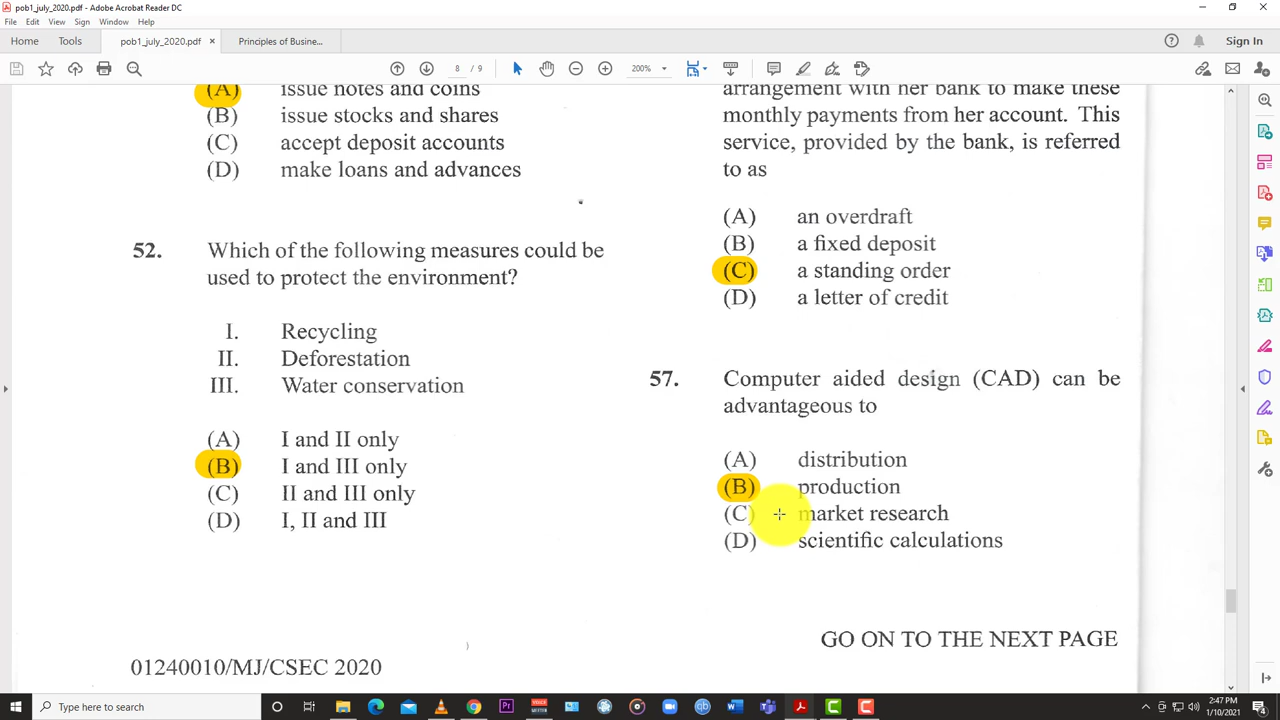 pob1_july_2020.pdf - Adobe Acrobat Reader DC
File Edit View Sign Window Help
Home Tools pob1_july_2020.pdf × Principles of Busine... Sign In
8 / 9 200%
(A) issue notes and coins
(B) issue stocks and shares
(C) accept deposit accounts
(D) make loans and advances
52. Which of the following measures could be
used to protect the environment?
I. Recycling
II. Deforestation
III. Water conservation
(A) I and II only
(B) I and III only
(C) II and III only
(D) I, II and III
01240010/MJ/CSEC 2020
arrangement with her bank to make these
monthly payments from her account. This
service, provided by the bank, is referred
to as
(A) an overdraft
(B) a fixed deposit
(C) a standing order
(D) a letter of credit
57. Computer aided design (CAD) can be
advantageous to
(A) distribution
(B) production
(C) market research
(D) scientific calculations
GO ON TO THE NEXT PAGE
Type here to search
2:47 PM
1/10/2021